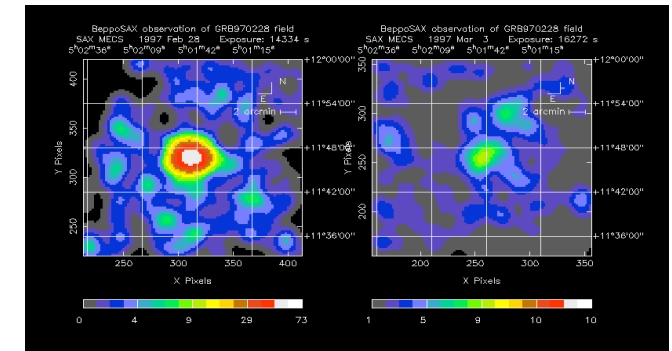 BeppoSAX observation of GRB970228 field
SAX MECS 1997 Feb 28 Exposure: 14334 s
5ʰ02ᵐ36ˢ 5ʰ02ᵐ09ˢ 5ʰ01ᵐ42ˢ 5ʰ01ᵐ15ˢ
+12°00'00"
+11°54'00"
+11°48'00"
+11°42'00"
+11°36'00"
N
E
2 arcmin
400
350
300
250
Y Pixels
250 300 350 400
X Pixels
0 4 9 29 73
BeppoSAX observation of GRB970228 field
SAX MECS 1997 Mar 3 Exposure: 16272 s
5ʰ02ᵐ36ˢ 5ʰ02ᵐ09ˢ 5ʰ01ᵐ42ˢ 5ʰ01ᵐ15ˢ
+12°00'00"
+11°54'00"
+11°48'00"
+11°42'00"
+11°36'00"
N
E
2 arcmin
350
300
250
200
Y Pixels
200 250 300 350
X Pixels
1 5 9 10 10